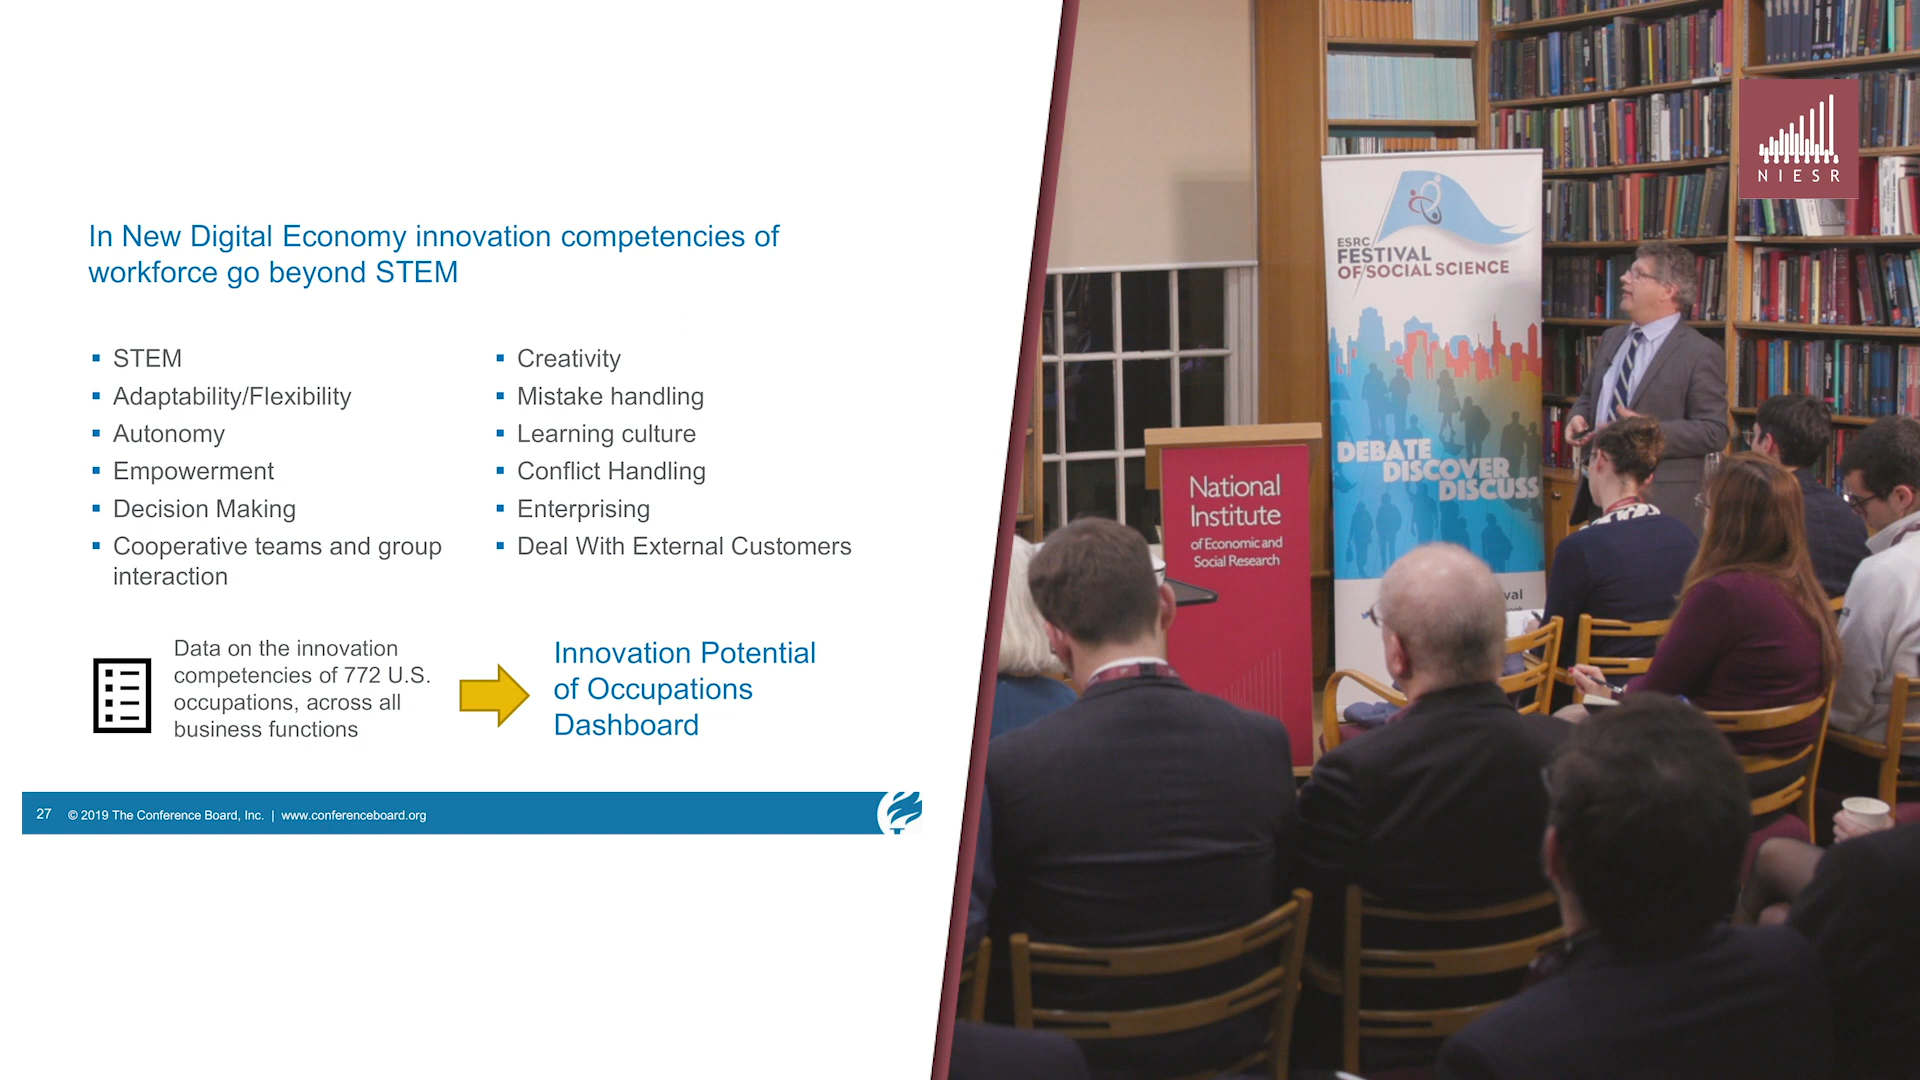 In New Digital Economy innovation competencies of
workforce go beyond STEM
STEM
Adaptability/Flexibility
Autonomy
Empowerment
Decision Making
Cooperative teams and group
interaction
Creativity
Mistake handling
Learning culture
Conflict Handling
Enterprising
Deal With External Customers
Data on the innovation
competencies of 772 U.S.
occupations, across all
business functions
Innovation Potential
of Occupations
Dashboard
27 © 2019 The Conference Board, Inc. | www.conferenceboard.org
NIESR
ESRC
FESTIVAL
OF SOCIAL SCIENCE
DEBATE
DISCOVER
DISCUSS
National
Institute
of Economic and
Social Research